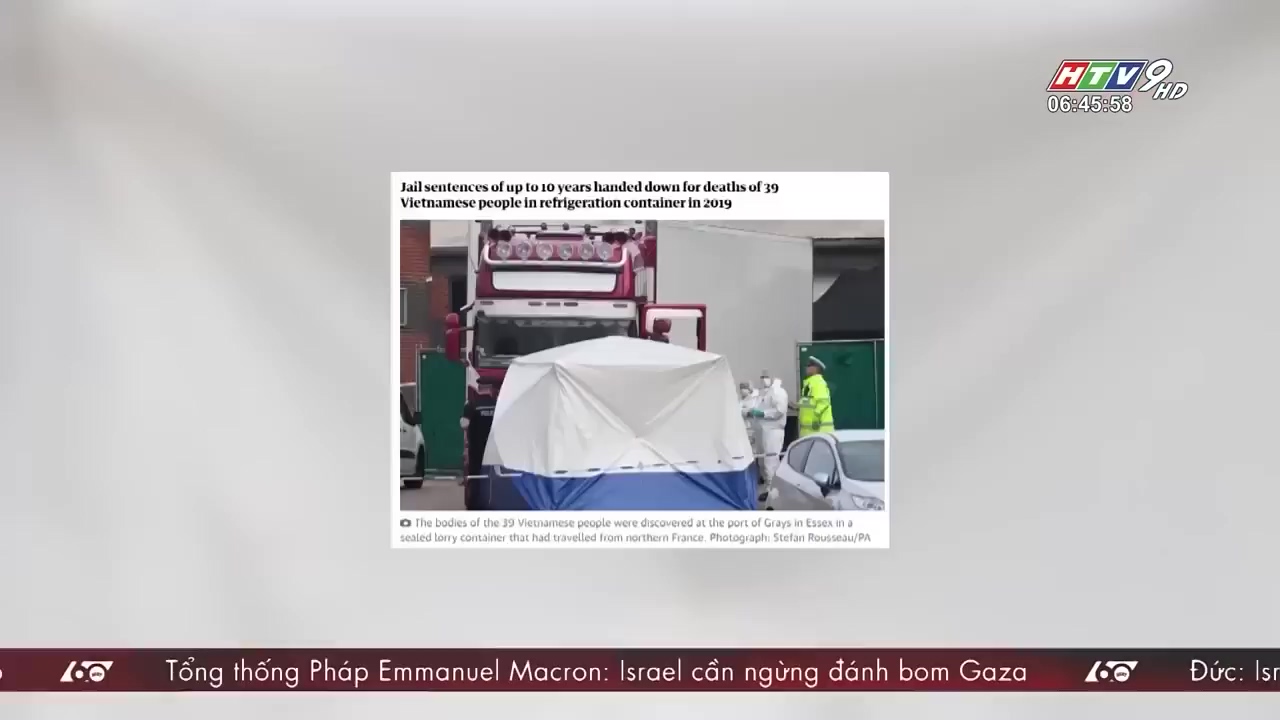 HTV9 HD
06:45:58
Jail sentences of up to 10 years handed down for deaths of 39
Vietnamese people in refrigeration container in 2019
The bodies of the 39 Vietnamese people were discovered at the port of Grays in Essex in a
sealed lorry container that had travelled from northern France. Photograph: Stefan Rousseau/PA
60 Tổng thống Pháp Emmanuel Macron: Israel cần ngừng đánh bom Gaza 60 Đức: Isr